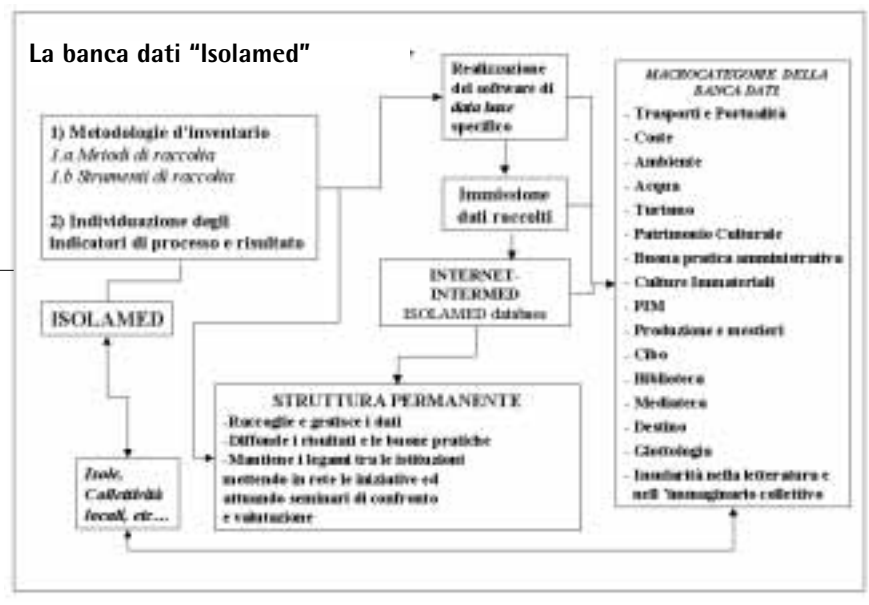 La banca dati “Isolamed”
1) Metodologie d'inventario
1.a Metodi di raccolta
1.b Strumenti di raccolta
2) Individuazione degli
indicatori di processo e risultato
ISOLAMED
Isole,
Collettività
locali, etc...
Realizzazione
del software di
data base
specifico
Immissione
dati raccolti
INTERNET-
INTERMED
ISOLAMED database
STRUTTURA PERMANENTE
-Raccoglie e gestisce i dati
-Diffonde i risultati e le buone pratiche
-Mantiene i legami tra le istituzioni
mettendo in rete le iniziative ed
attuando seminari di confronto
e valutazione
MACROCATEGORIE DELLA
BANCA DATI
- Trasporti e Portualità
- Coste
- Ambiente
- Acqua
- Turismo
- Patrimonio Culturale
- Buona pratica amministrativa
- Culture Immateriali
- PIM
- Produzione e mestieri
- Cibo
- Biblioteca
- Mediateca
- Destino
- Glottologia
- Insularità nella letteratura e
nell 'immaginario collettivo